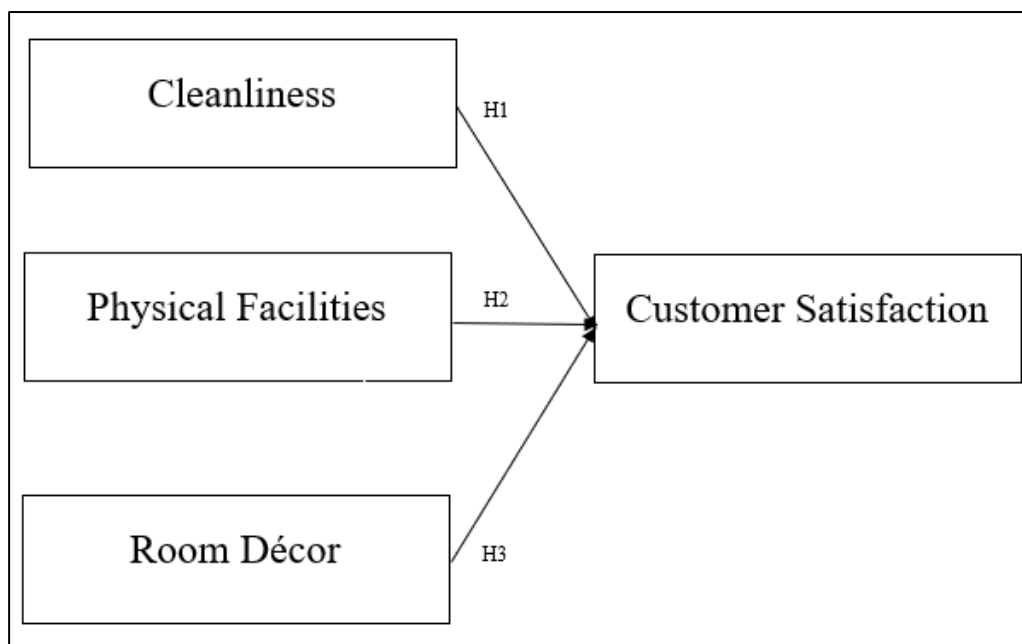 Cleanliness
H1
Physical Facilities
H2
Customer Satisfaction
Room Décor
H3